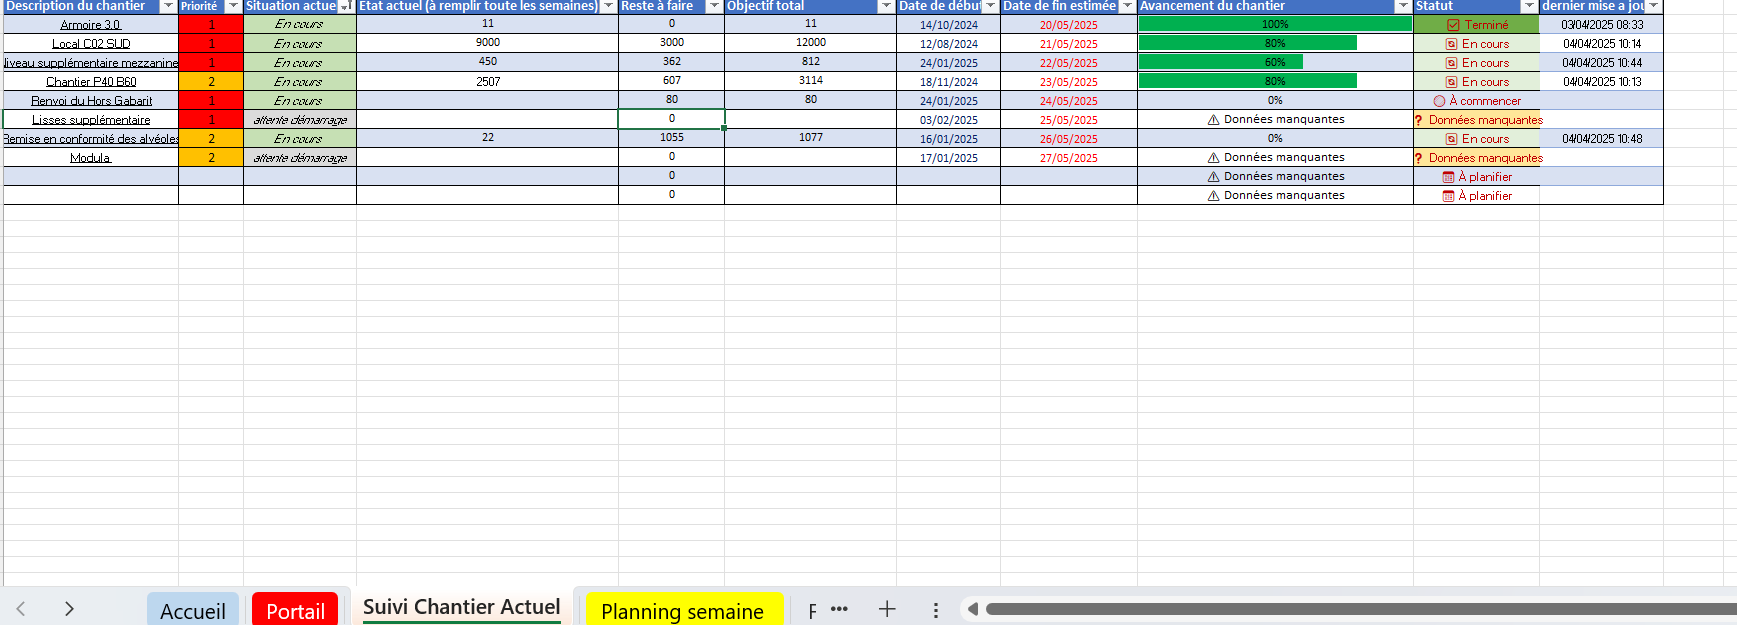 Description du chantier Priorité Situation actue Etat actuel (à remplir toute les semaines) Reste à faire Objectif total Date de début Date de fin estimée Avancement du chantier Statut dernier mise a jou
Armoire 3.0 1 En cours 11 0 11 14/10/2024 20/05/2025 100% Terminé 03/04/2025 08:33
Local C02 SUD 1 En cours 9000 3000 12000 12/08/2024 21/05/2025 80% En cours 04/04/2025 10:14
Niveau supplémentaire mezzanine 1 En cours 450 362 812 24/01/2025 22/05/2025 60% En cours 04/04/2025 10:44
Chantier P40 B60 2 En cours 2507 607 3114 18/11/2024 23/05/2025 80% En cours 04/04/2025 10:13
Renvoi du Hors Gabarit 1 En cours 80 80 24/01/2025 24/05/2025 0% À commencer
Lisses supplémentaire 1 attente démarrage 0 03/02/2025 25/05/2025 ⚠ Données manquantes ? Données manquantes
Remise en conformité des alvéoles 2 En cours 22 1055 1077 16/01/2025 26/05/2025 0% En cours 04/04/2025 10:48
Modula 2 attente démarrage 0 17/01/2025 27/05/2025 ⚠ Données manquantes ? Données manquantes
0 ⚠ Données manquantes À planifier
0 ⚠ Données manquantes À planifier
Accueil Portail Suivi Chantier Actuel Planning semaine F ••• +